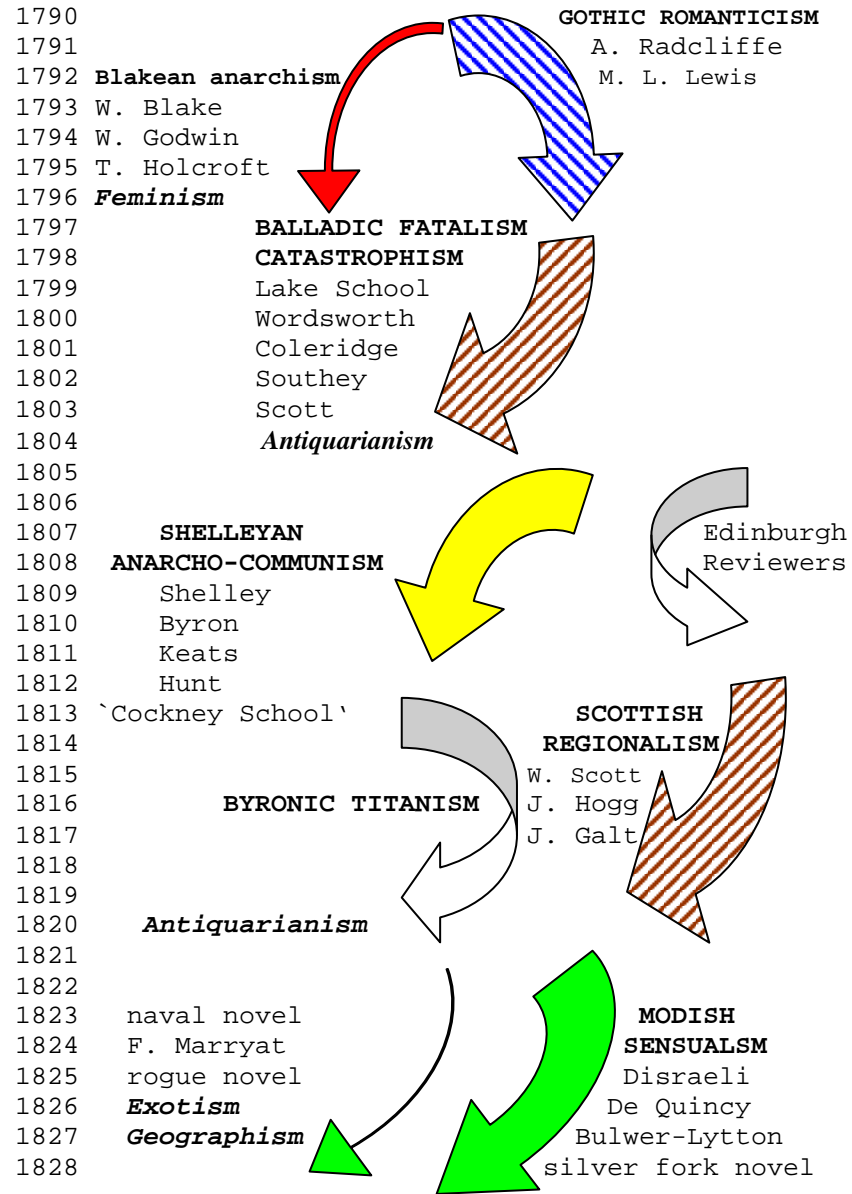 1790 GOTHIC ROMANTICISM
1791 A. Radcliffe
1792 Blakean anarchism M. L. Lewis
1793 W. Blake
1794 W. Godwin
1795 T. Holcroft
1796 Feminism
1797 BALLADIC FATALISM
1798 CATASTROPHISM
1799 Lake School
1800 Wordsworth
1801 Coleridge
1802 Southey
1803 Scott
1804 Antiquarianism
1805
1806
1807 SHELLEYAN Edinburgh
1808 ANARCHO-COMMUNISM Reviewers
1809 Shelley
1810 Byron
1811 Keats
1812 Hunt
1813 `Cockney School‛ SCOTTISH
1814 REGIONALISM
1815 W. Scott
1816 BYRONIC TITANISM J. Hogg
1817 J. Galt
1818
1819
1820 Antiquarianism
1821
1822
1823 naval novel MODISH
1824 F. Marryat SENSUALSM
1825 rogue novel Disraeli
1826 Exotism De Quincy
1827 Geographism Bulwer-Lytton
1828 silver fork novel